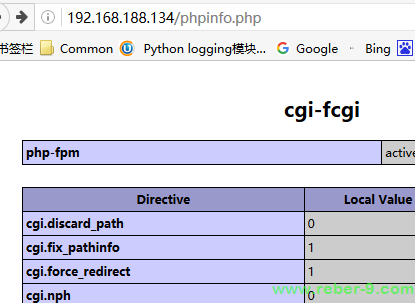 192.168.188.134/phpinfo.php
书签栏 Common Python logging模块... Google Bing
cgi-fcgi
php-fpm active
Directive Local Value
cgi.discard_path 0
cgi.fix_pathinfo 1
cgi.force_redirect 1
cgi.nph 0
www.reber-9.com